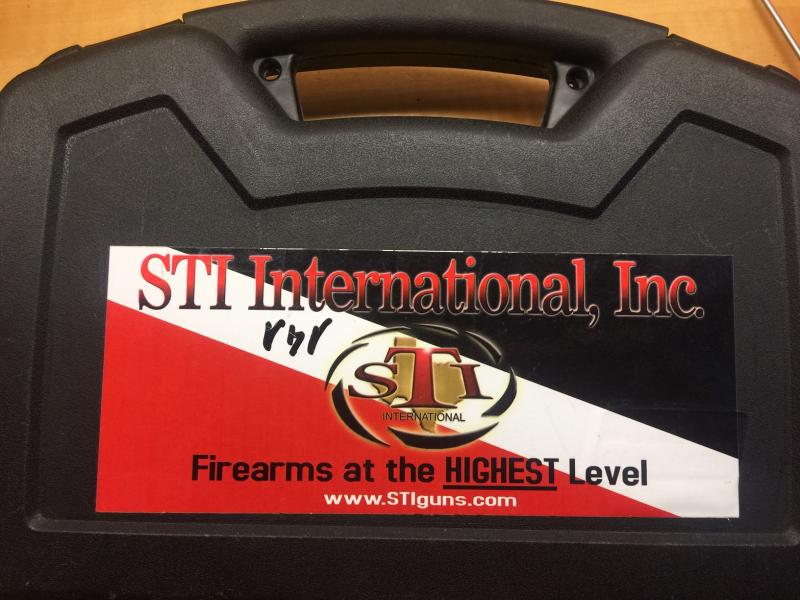 STI International, Inc.
STI
INTERNATIONAL
Firearms at the HIGHEST Level
www.STIguns.com